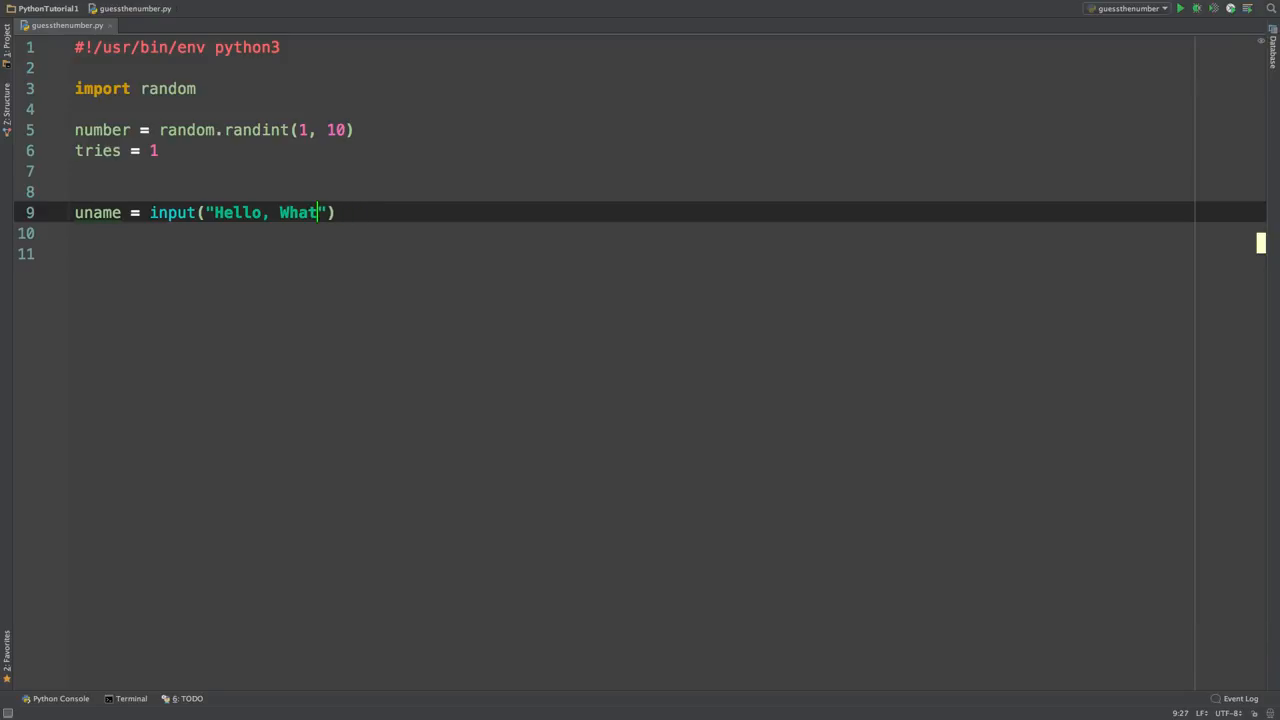 PythonTutorial1 guessthenumber.py guessthenumber
guessthenumber.py
1: Project
Z: Structure
2: Favorites
Database
1 #!/usr/bin/env python3
2
3 import random
4
5 number = random.randint(1, 10)
6 tries = 1
7
8
9 uname = input("Hello, What")
10
11
Python Console Terminal 6: TODO Event Log
9:27 LF÷ UTF-8÷